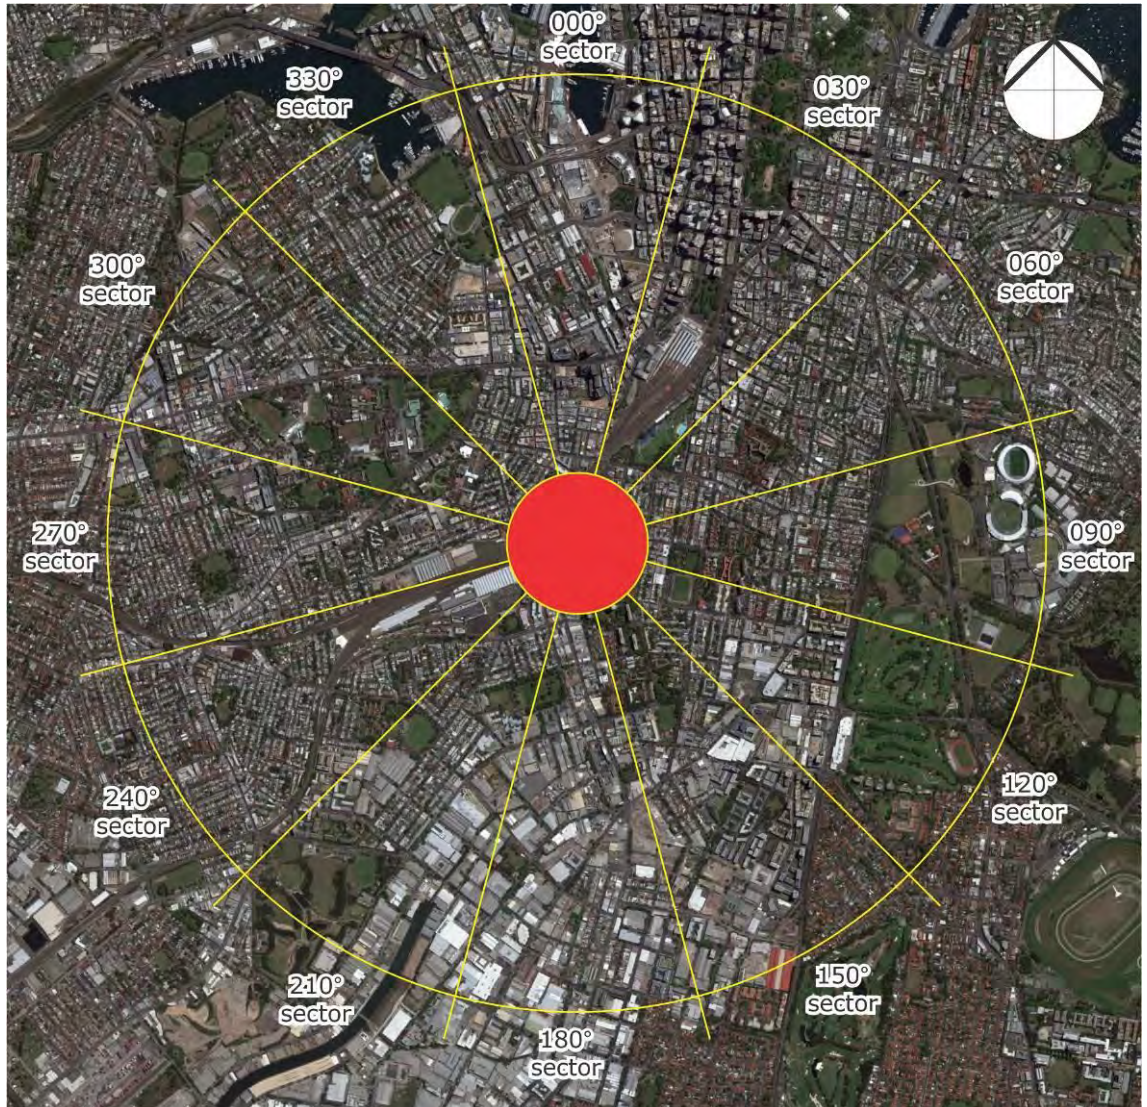 000°
sector
330°
sector
030°
sector
300°
sector
060°
sector
270°
sector
090°
sector
240°
sector
120°
sector
210°
sector
150°
sector
180°
sector